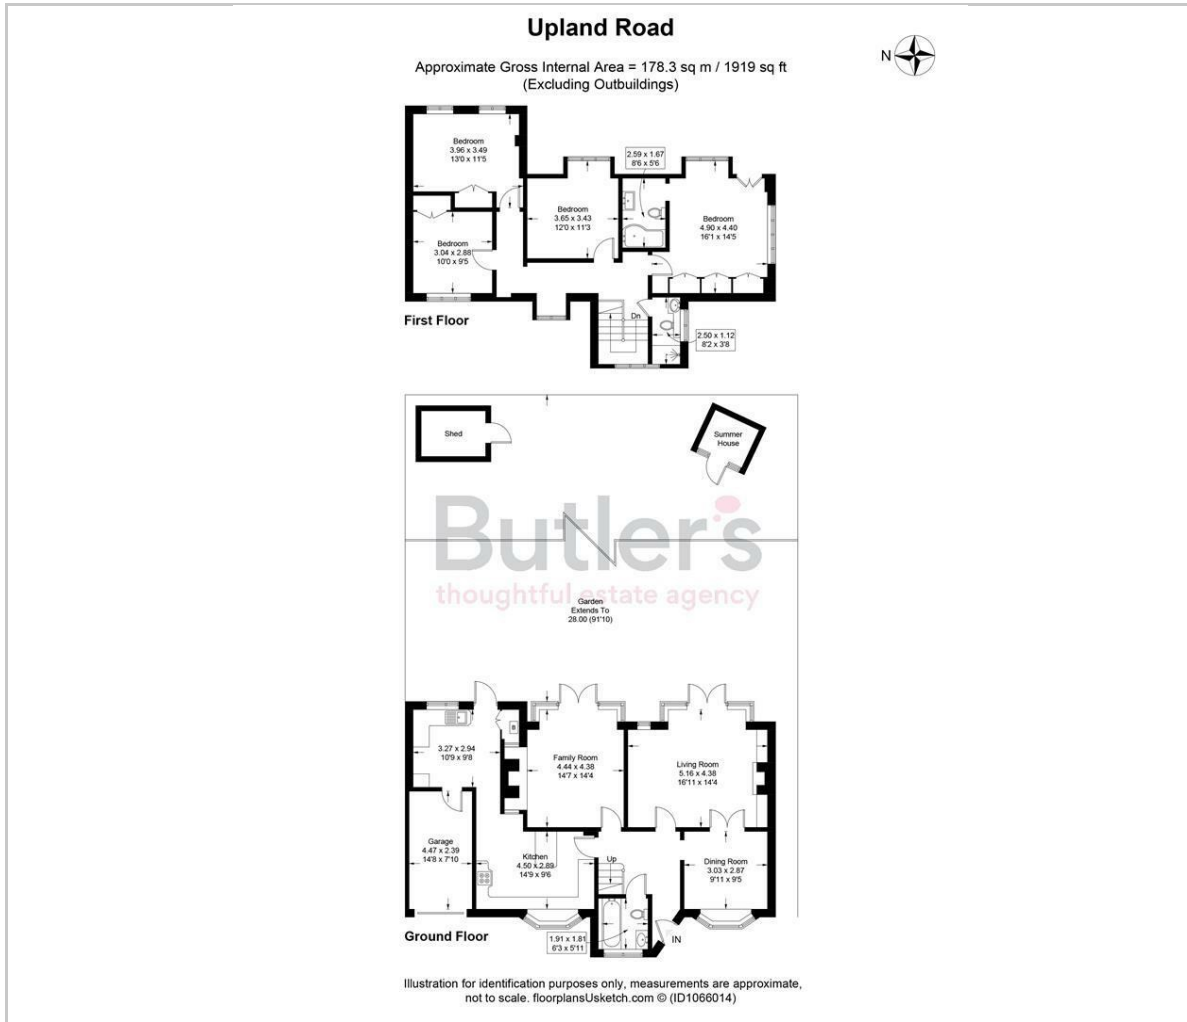 Upland Road
Approximate Gross Internal Area = 178.3 sq m / 1919 sq ft
(Excluding Outbuildings)
N
Bedroom
3.96 x 3.49
13'0 x 11'5
2.59 x 1.67
8'6 x 5'6
Bedroom
3.65 x 3.43
12'0 x 11'3
Bedroom
4.90 x 4.40
16'1 x 14'5
Bedroom
3.04 x 2.88
10'0 x 9'5
First Floor
Dn
2.50 x 1.12
8'2 x 3'8
Shed
Summer
House
Butler's
thoughtful estate agency
Garden
Extends To
28.00 (91'10)
3.27 x 2.94
10'9 x 9'8
Family Room
4.44 x 4.38
14'7 x 14'4
Living Room
5.16 x 4.38
16'11 x 14'4
Garage
4.47 x 2.39
14'8 x 7'10
Kitchen
4.50 x 2.89
14'9 x 9'6
Up
Dining Room
3.03 x 2.87
9'11 x 9'5
Ground Floor
1.91 x 1.81
6'3 x 5'11
IN
Illustration for identification purposes only, measurements are approximate,
not to scale. floorplansUsketch.com © (ID1066014)